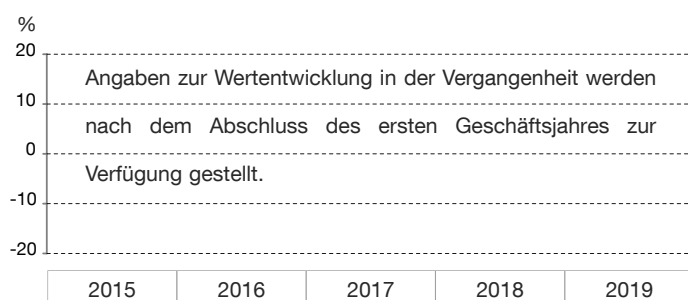 %
20
Angaben zur Wertentwicklung in der Vergangenheit werden
10
nach dem Abschluss des ersten Geschäftsjahres zur
0
Verfügung gestellt.
-10
-20
2015 2016 2017 2018 2019